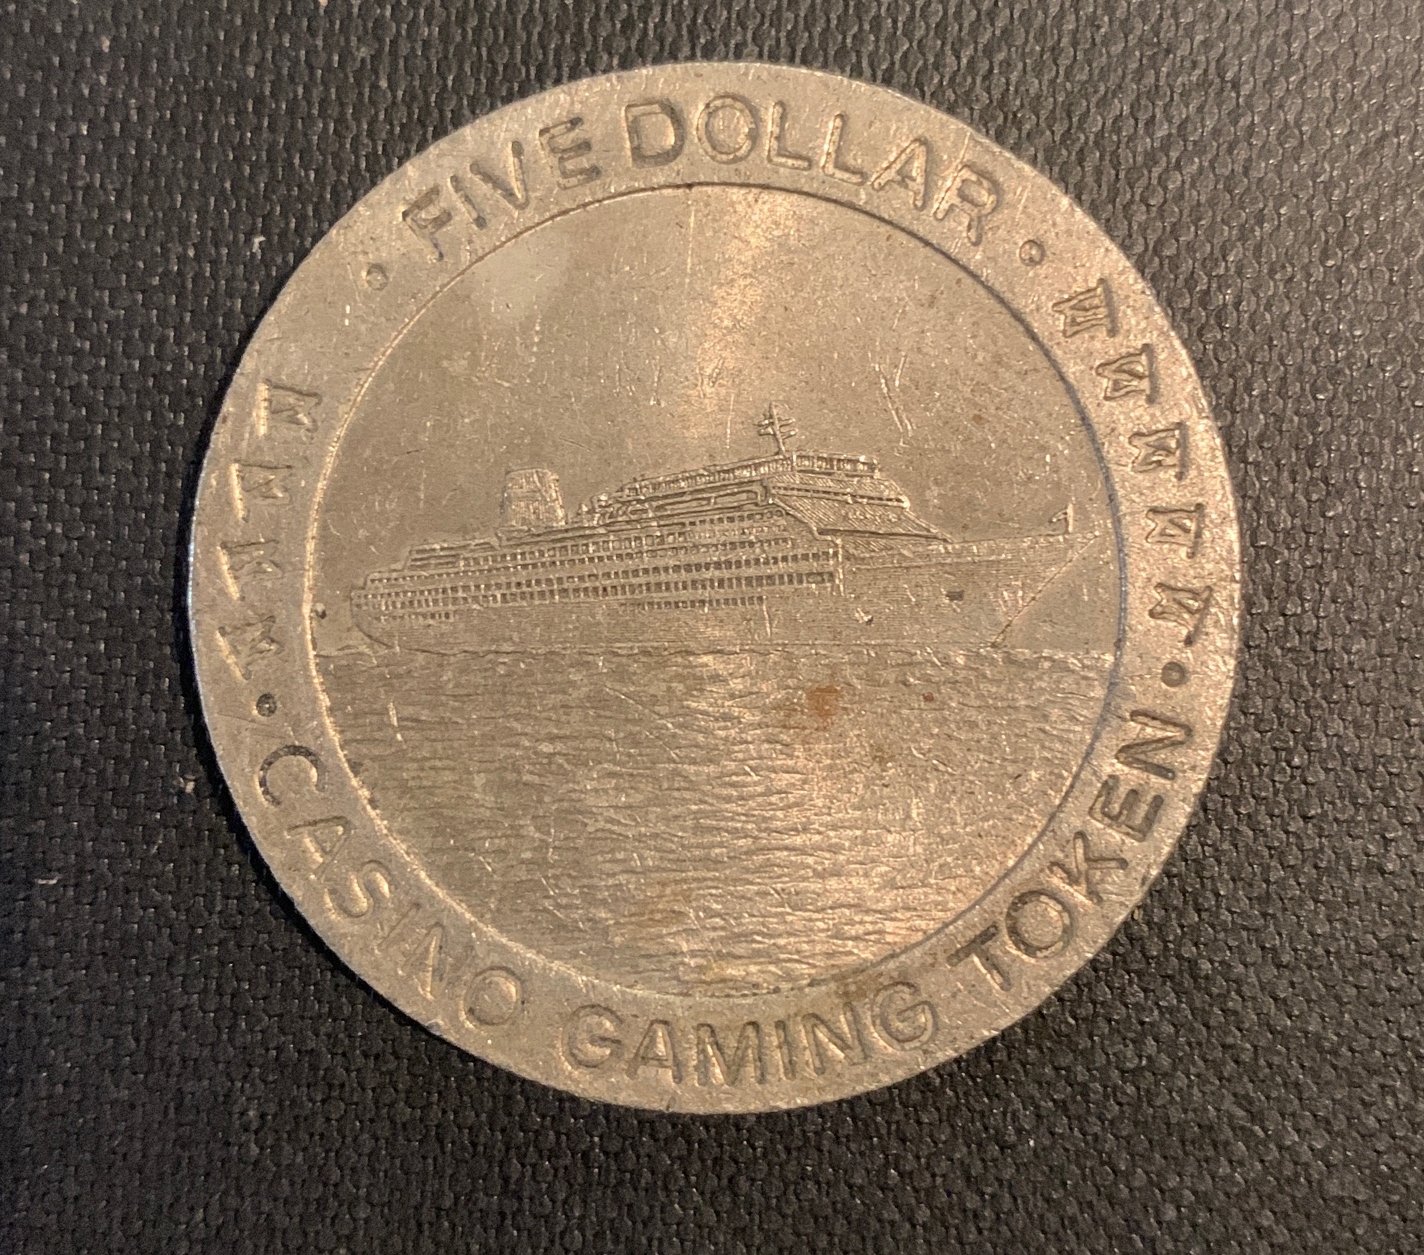 • FIVE DOLLAR •
• CASINO GAMING TOKEN •